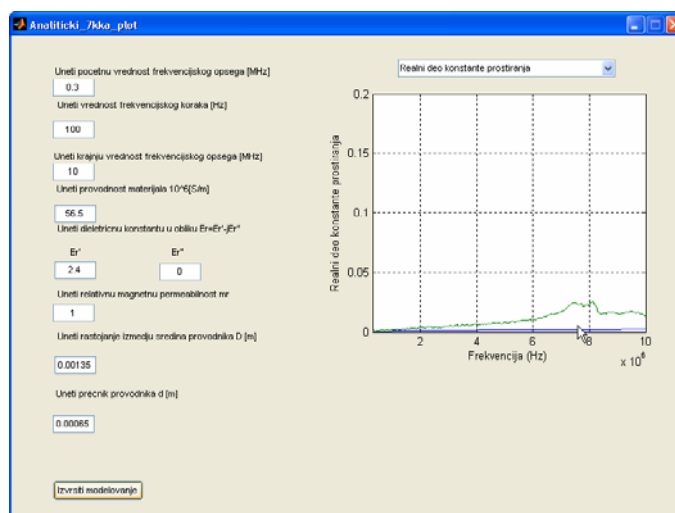 Analiticki_7kka_plot
Uneti pocetnu vrednost frekvencijskog opsega [MHz]
0.3
Uneti vrednost frekvencijskog koraka [Hz]
100
Uneti krajnju vrednost frekvencijskog opsega [MHz]
10
Uneti provodnost materijala 10^6[S/m]
56.5
Uneti dieletricnu konstantu u obliku Er=Er'-jEr''
Er' Er''
2.4 0
Uneti relativnu magnetnu permeabilnost mr
1
Uneti rastojanje izmedju sredina provodnika D [m]
0.00135
Uneti precnik provodnika d [m]
0.00065
Izvrsiti modelovanje
Realni deo konstante prostiranja
0.2
0.15
0.1
0.05
0
Realni deo konstante prostiranja
2 4 6 8 10
Frekvencija (Hz)
x 10^6